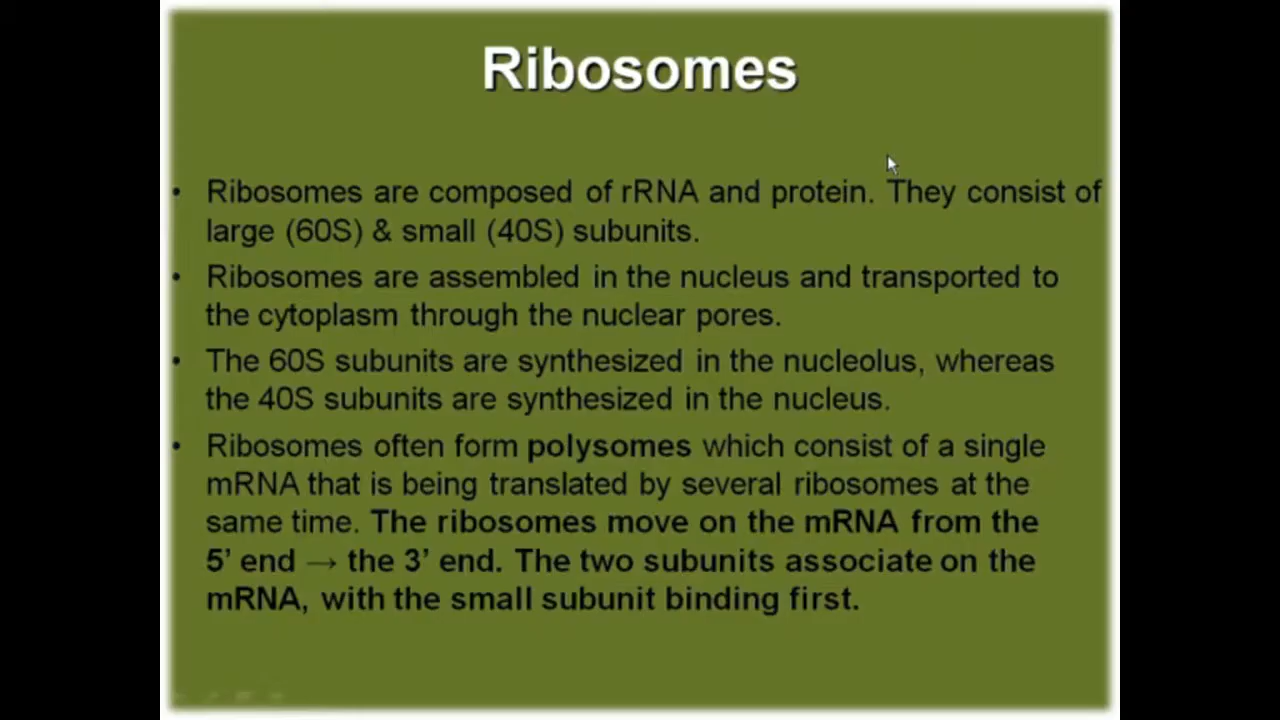 Ribosomes
• Ribosomes are composed of rRNA and protein. They consist of
large (60S) & small (40S) subunits.
• Ribosomes are assembled in the nucleus and transported to
the cytoplasm through the nuclear pores.
• The 60S subunits are synthesized in the nucleolus, whereas
the 40S subunits are synthesized in the nucleus.
• Ribosomes often form polysomes which consist of a single
mRNA that is being translated by several ribosomes at the
same time. The ribosomes move on the mRNA from the
5’ end → the 3’ end. The two subunits associate on the
mRNA, with the small subunit binding first.